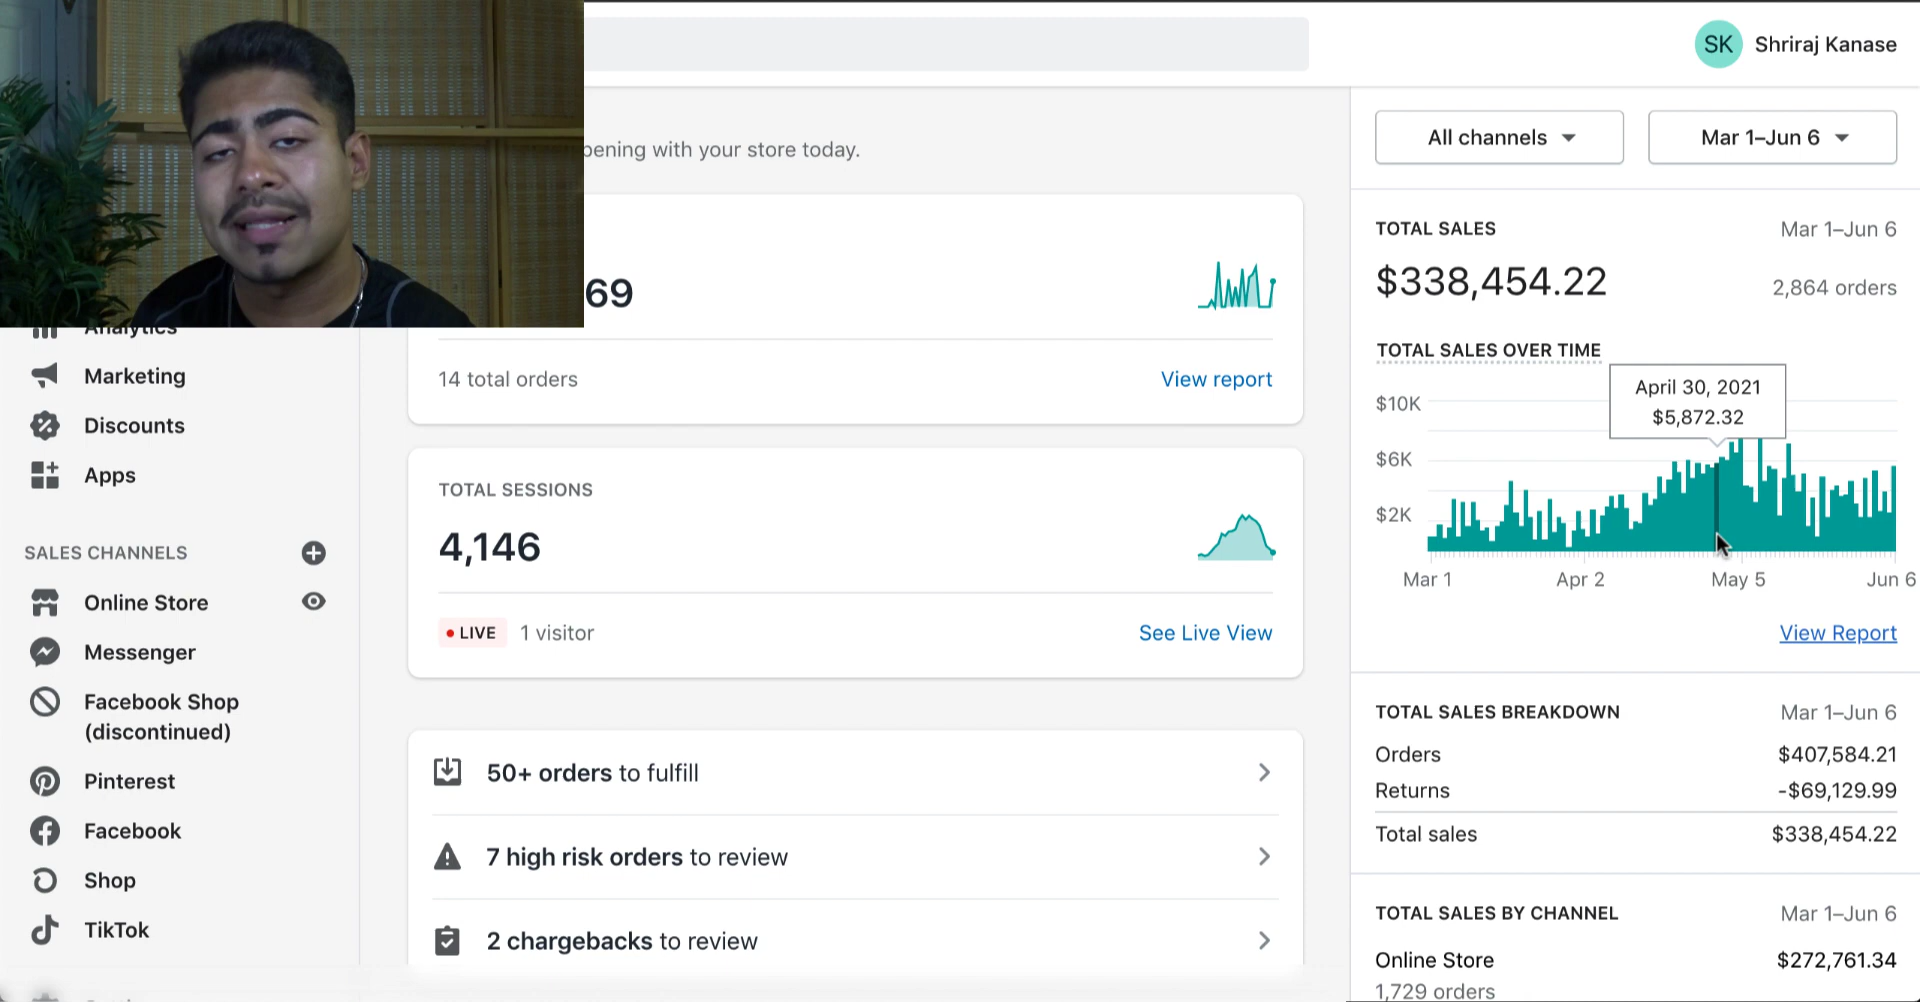 SK Shriraj Kanase
pening with your store today.
69
14 total orders View report
Analytics
Marketing
Discounts
Apps
SALES CHANNELS
Online Store
Messenger
Facebook Shop
(discontinued)
Pinterest
Facebook
Shop
TikTok
TOTAL SESSIONS
4,146
LIVE 1 visitor See Live View
50+ orders to fulfill
7 high risk orders to review
2 chargebacks to review
All channels Mar 1–Jun 6
TOTAL SALES Mar 1–Jun 6
$338,454.22 2,864 orders
TOTAL SALES OVER TIME
April 30, 2021
$5,872.32
$10K
$6K
$2K
Mar 1 Apr 2 May 5 Jun 6
View Report
TOTAL SALES BREAKDOWN Mar 1–Jun 6
Orders $407,584.21
Returns -$69,129.99
Total sales $338,454.22
TOTAL SALES BY CHANNEL Mar 1–Jun 6
Online Store $272,761.34
1,729 orders